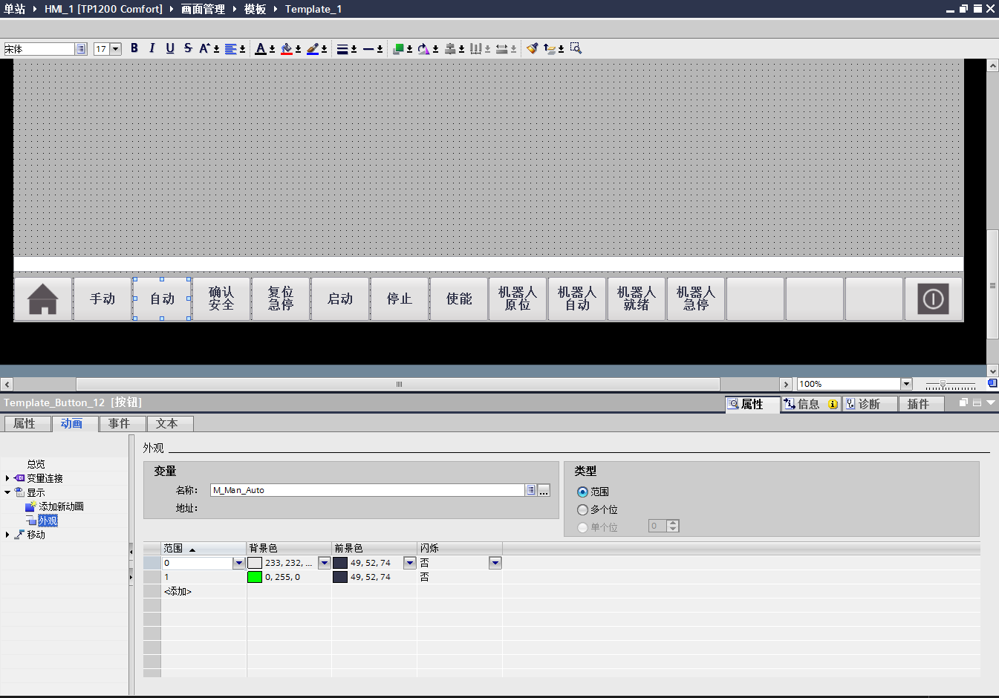 单站 HMI_1 [TP1200 Comfort] 画面管理 模板 Template_1
宋体 17 B I U S A A
手动
自动
确认
安全
复位
急停
启动
停止
使能
机器人
原位
机器人
自动
机器人
就绪
机器人
急停
100%
Template_Button_12 [按钮]
属性 信息 诊断 插件
属性 动画 事件 文本
总览
变量连接
显示
添加新动画
外观
移动
外观
变量
名称: M_Man_Auto ...
地址:
类型
范围
多个位
单个位 0
范围 背景色 前景色 闪烁
0 233, 232, ... 49, 52, 74 否
1 0, 255, 0 49, 52, 74 否
<添加>